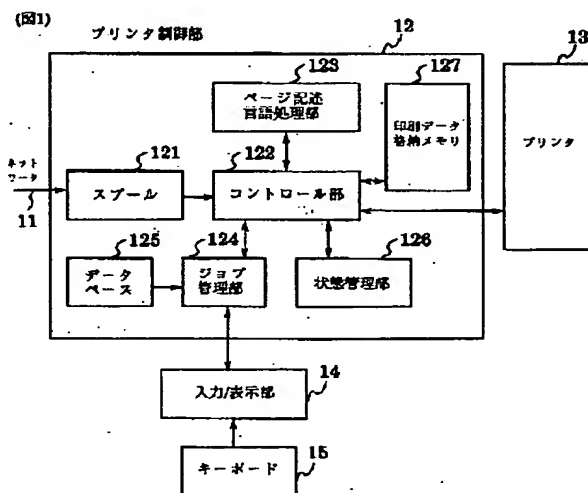 (図1)
プリンタ制御部
12
13
123
127
ページ記述
言語処理部
印刷データ
格納メモリ
プリンタ
ネット
ワーク
11
121
スプール
122
コントロール部
125
データ
ベース
124
ジョブ
管理部
126
状態管理部
14
入力/表示部
キーボード
15